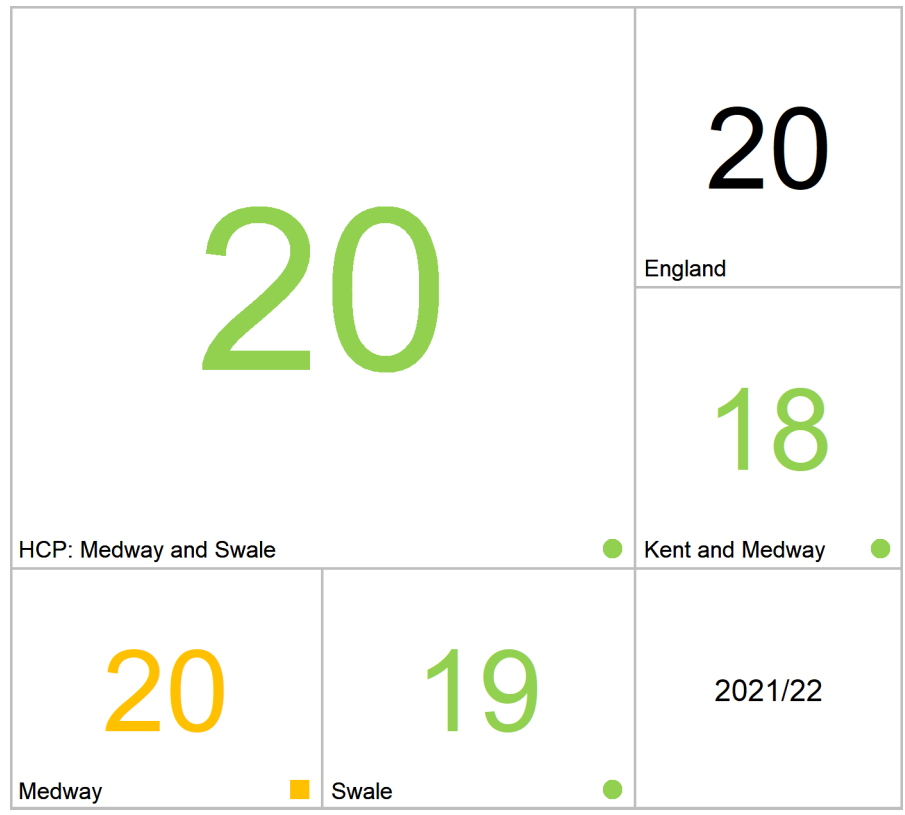 20
HCP: Medway and Swale
20
England
18
Kent and Medway
20
Medway
19
Swale
2021/22